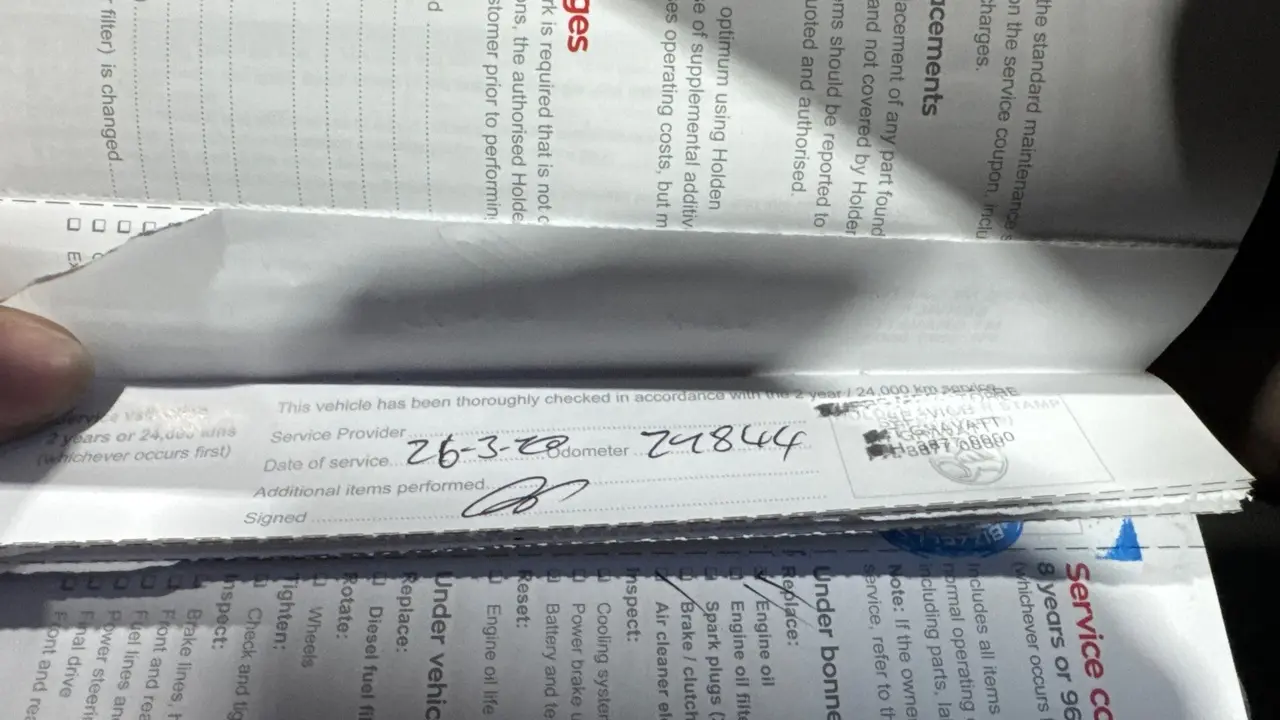 This vehicle has been thoroughly checked in accordance with the 2 year / 24,000 km service
Service Provider
Date of service 26-3-20 Odometer 24844
Additional items performed
Signed
2 years or 24,000 kms
(whichever occurs first)
the standard maintenance
on the service coupon, inclu
charges.
acements
lacement of any part found
and not covered by Holden
ms should be reported to
uoted and authorised.
optimum using Holden
se of supplemental additiv
es operating costs, but m
ges
rk is required that is not
ons, the authorised Holde
stomer prior to performin
d
r filter) is changed.
Service co
8 years or 96
(whichever occurs
Includes all items
normal operating
including parts, la
Note: If the owne
service, refer to th
Under bonne
Replace:
Engine oil
Engine oil filte
Spark plugs (
Brake / clutch
Air cleaner el
Inspect:
Cooling system
Power brake
Battery and te
Reset:
Engine oil life
Under vehic
Replace:
Diesel fuel fi
Rotate:
Wheels
Tighten:
Check and tig
Inspect:
Brake lines, h
Front and rea
Fuel lines and
Power steeri
Final drive
Front and rea